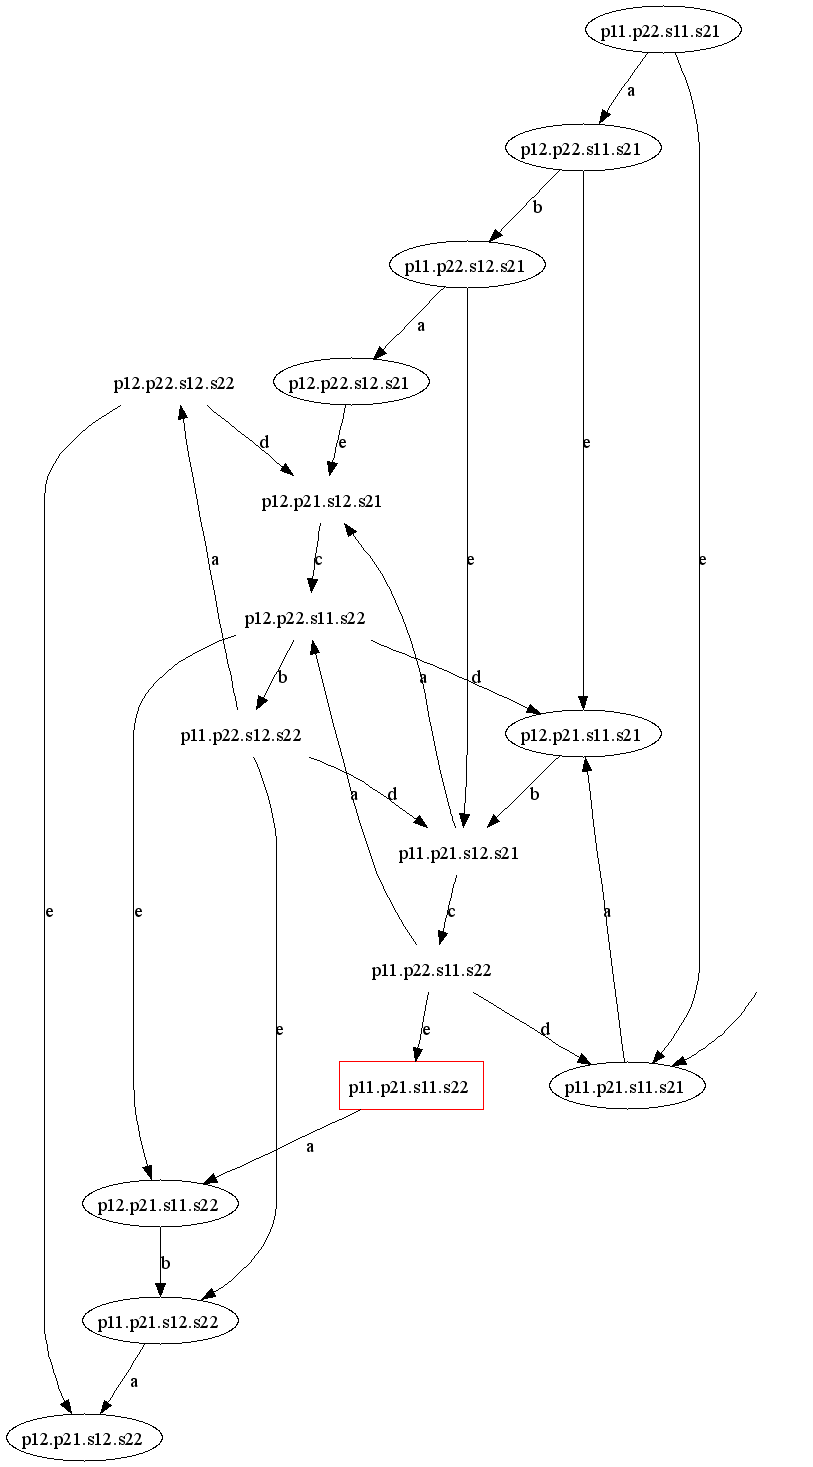 p11.p22.s11.s21
a
p12.p22.s11.s21
b
p11.p22.s12.s21
a
p12.p22.s12.s22
p12.p22.s12.s21
d
e
e
p12.p21.s12.s21
a
c
e
e
p12.p22.s11.s22
b
a
d
p11.p22.s12.s22
p12.p21.s11.s21
a
d
b
p11.p21.s12.s21
e
e
c
a
p11.p22.s11.s22
e
e
d
p11.p21.s11.s22
p11.p21.s11.s21
a
p12.p21.s11.s22
b
p11.p21.s12.s22
a
p12.p21.s12.s22